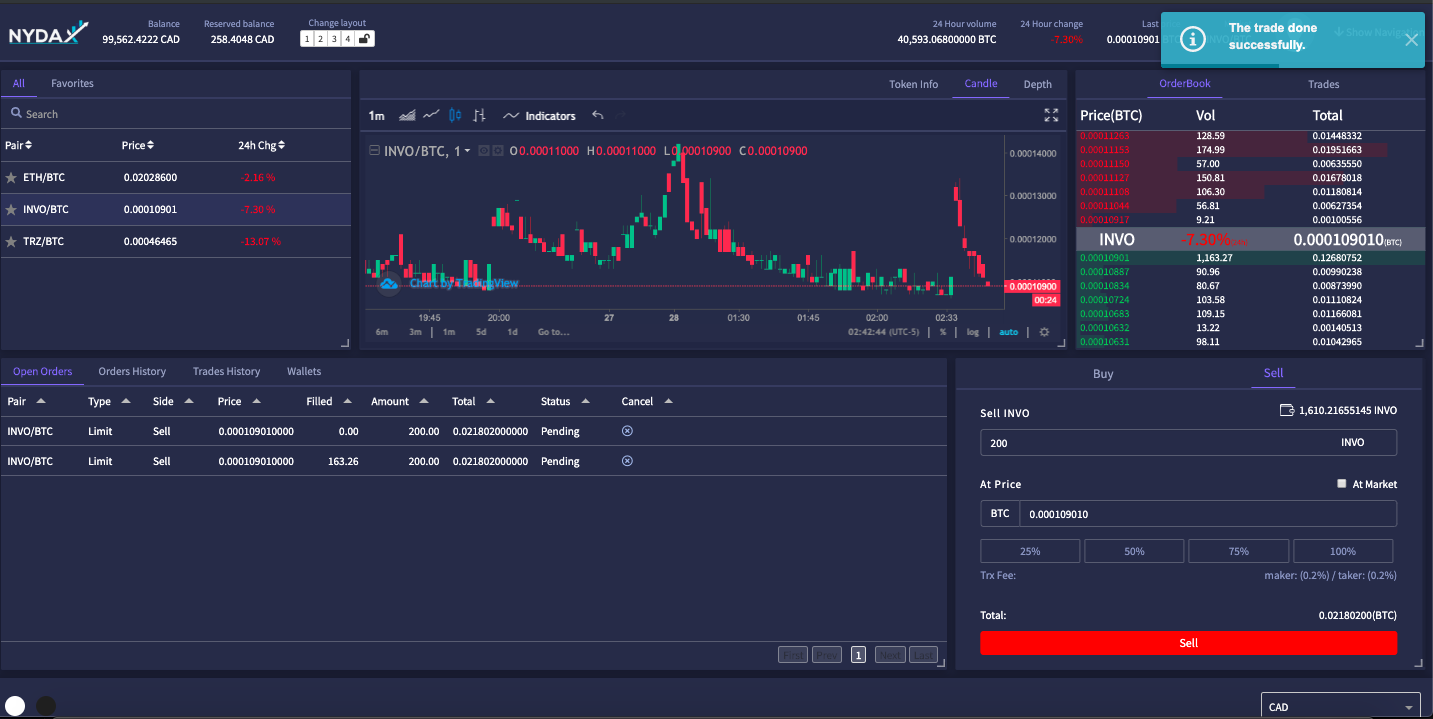 NYDAX
Balance
99,562.4222 CAD
Reserved balance
258.4048 CAD
Change layout
1 2 3 4
24 Hour volume
40,593.06800000 BTC
24 Hour change
-7.30%
Last
0.00010901
The trade done
successfully.
All Favorites
Search
Pair Price 24h Chg
ETH/BTC 0.02028600 -2.16 %
INVO/BTC 0.00010901 -7.30 %
TRZ/BTC 0.00046465 -13.07 %
Token Info Candle Depth
1m Indicators
INVO/BTC, 1 O0.00011000 H0.00011000 L0.00010900 C0.00010900
0.00014000
0.00013000
0.00012000
0.00010900
00:24
Chart by TradingView
19:45 20:00 27 28 01:30 01:45 02:00 02:33
6m 3m 1m 5d 1d Go to... 02:42:44 (UTC-5) % log auto
OrderBook Trades
Price(BTC) Vol Total
0.00011263 128.59 0.01448332
0.00011153 174.99 0.01951663
0.00011150 57.00 0.00635550
0.00011127 150.81 0.01678018
0.00011108 106.30 0.01180814
0.00011044 56.81 0.00627354
0.00010917 9.21 0.00100556
INVO -7.30% 0.000109010(BTC)
0.00010901 1,163.27 0.12680752
0.00010887 90.96 0.00990238
0.00010834 80.67 0.00873990
0.00010724 103.58 0.01110824
0.00010683 109.15 0.01166081
0.00010632 13.22 0.00140513
0.00010631 98.11 0.01042965
Open Orders Orders History Trades History Wallets
Pair Type Side Price Filled Amount Total Status Cancel
INVO/BTC Limit Sell 0.000109010000 0.00 200.00 0.021802000000 Pending
INVO/BTC Limit Sell 0.000109010000 163.26 200.00 0.021802000000 Pending
First Prev 1 Next Last
Buy Sell
Sell INVO 1,610.21655145 INVO
200 INVO
At Price At Market
BTC 0.000109010
25% 50% 75% 100%
Trx Fee: maker: (0.2%) / taker: (0.2%)
Total: 0.02180200(BTC)
Sell
CAD